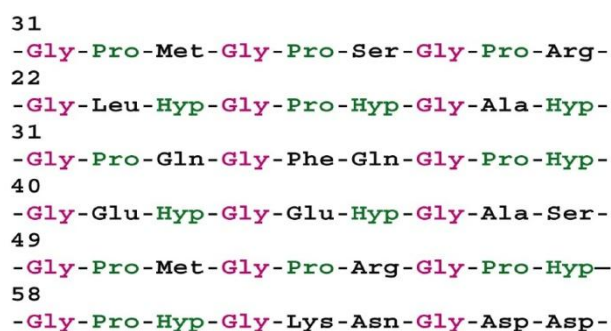 31
-Gly-Pro-Met-Gly-Pro-Ser-Gly-Pro-Arg-
22
-Gly-Leu-Hyp-Gly-Pro-Hyp-Gly-Ala-Hyp-
31
-Gly-Pro-Gln-Gly-Phe-Gln-Gly-Pro-Hyp-
40
-Gly-Glu-Hyp-Gly-Glu-Hyp-Gly-Ala-Ser-
49
-Gly-Pro-Met-Gly-Pro-Arg-Gly-Pro-Hyp—
58
-Gly-Pro-Hyp-Gly-Lys-Asn-Gly-Asp-Asp-